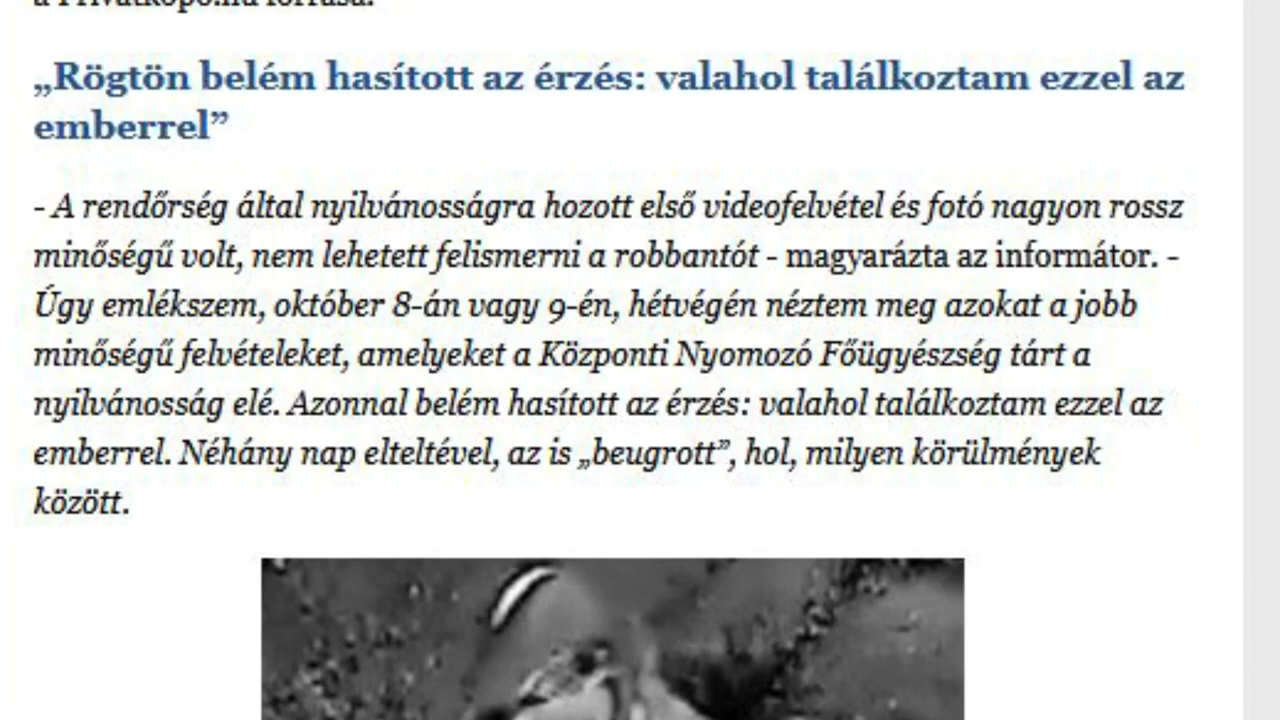 „Rögtön belém hasított az érzés: valahol találkoztam ezzel az
emberrel”
- A rendőrség által nyilvánosságra hozott első videofelvétel és fotó nagyon rossz
minőségű volt, nem lehetett felismerni a robbantót - magyarázta az informátor. -
Úgy emlékszem, október 8-án vagy 9-én, hétvégén néztem meg azokat a jobb
minőségű felvételeket, amelyeket a Központi Nyomozó Főügyészség tárt a
nyilvánosság elé. Azonnal belém hasított az érzés: valahol találkoztam ezzel az
emberrel. Néhány nap elteltével, az is „beugrott”, hol, milyen körülmények
között.